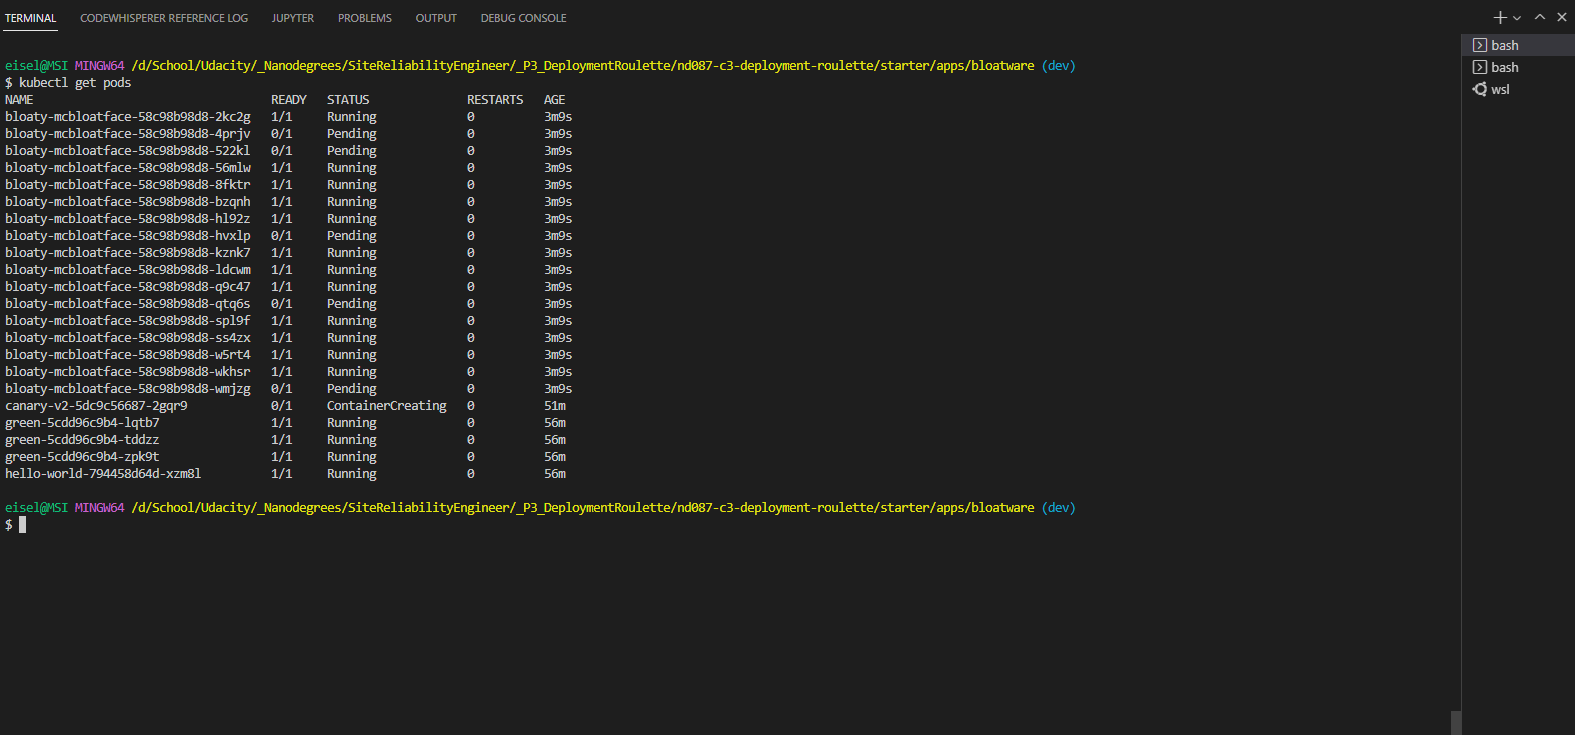 TERMINAL CODEWHISPERER REFERENCE LOG JUPYTER PROBLEMS OUTPUT DEBUG CONSOLE
bash
bash
wsl
eisel@MSI MINGW64 /d/School/Udacity/_Nanodegrees/SiteReliabilityEngineer/_P3_DeploymentRoulette/nd087-c3-deployment-roulette/starter/apps/bloatware (dev)
$ kubectl get pods
NAME READY STATUS RESTARTS AGE
bloaty-mcbloatface-58c98b98d8-2kc2g 1/1 Running 0 3m9s
bloaty-mcbloatface-58c98b98d8-4prjv 0/1 Pending 0 3m9s
bloaty-mcbloatface-58c98b98d8-522kl 0/1 Pending 0 3m9s
bloaty-mcbloatface-58c98b98d8-56mlw 1/1 Running 0 3m9s
bloaty-mcbloatface-58c98b98d8-8fktr 1/1 Running 0 3m9s
bloaty-mcbloatface-58c98b98d8-bzqnh 1/1 Running 0 3m9s
bloaty-mcbloatface-58c98b98d8-hl92z 1/1 Running 0 3m9s
bloaty-mcbloatface-58c98b98d8-hvxlp 0/1 Pending 0 3m9s
bloaty-mcbloatface-58c98b98d8-kznk7 1/1 Running 0 3m9s
bloaty-mcbloatface-58c98b98d8-ldcwm 1/1 Running 0 3m9s
bloaty-mcbloatface-58c98b98d8-q9c47 1/1 Running 0 3m9s
bloaty-mcbloatface-58c98b98d8-qtq6s 0/1 Pending 0 3m9s
bloaty-mcbloatface-58c98b98d8-spl9f 1/1 Running 0 3m9s
bloaty-mcbloatface-58c98b98d8-ss4zx 1/1 Running 0 3m9s
bloaty-mcbloatface-58c98b98d8-w5rt4 1/1 Running 0 3m9s
bloaty-mcbloatface-58c98b98d8-wkhsr 1/1 Running 0 3m9s
bloaty-mcbloatface-58c98b98d8-wmjzg 0/1 Pending 0 3m9s
canary-v2-5dc9c56687-2gqr9 0/1 ContainerCreating 0 51m
green-5cdd96c9b4-lqtb7 1/1 Running 0 56m
green-5cdd96c9b4-tddzz 1/1 Running 0 56m
green-5cdd96c9b4-zpk9t 1/1 Running 0 56m
hello-world-794458d64d-xzm8l 1/1 Running 0 56m
eisel@MSI MINGW64 /d/School/Udacity/_Nanodegrees/SiteReliabilityEngineer/_P3_DeploymentRoulette/nd087-c3-deployment-roulette/starter/apps/bloatware (dev)
$